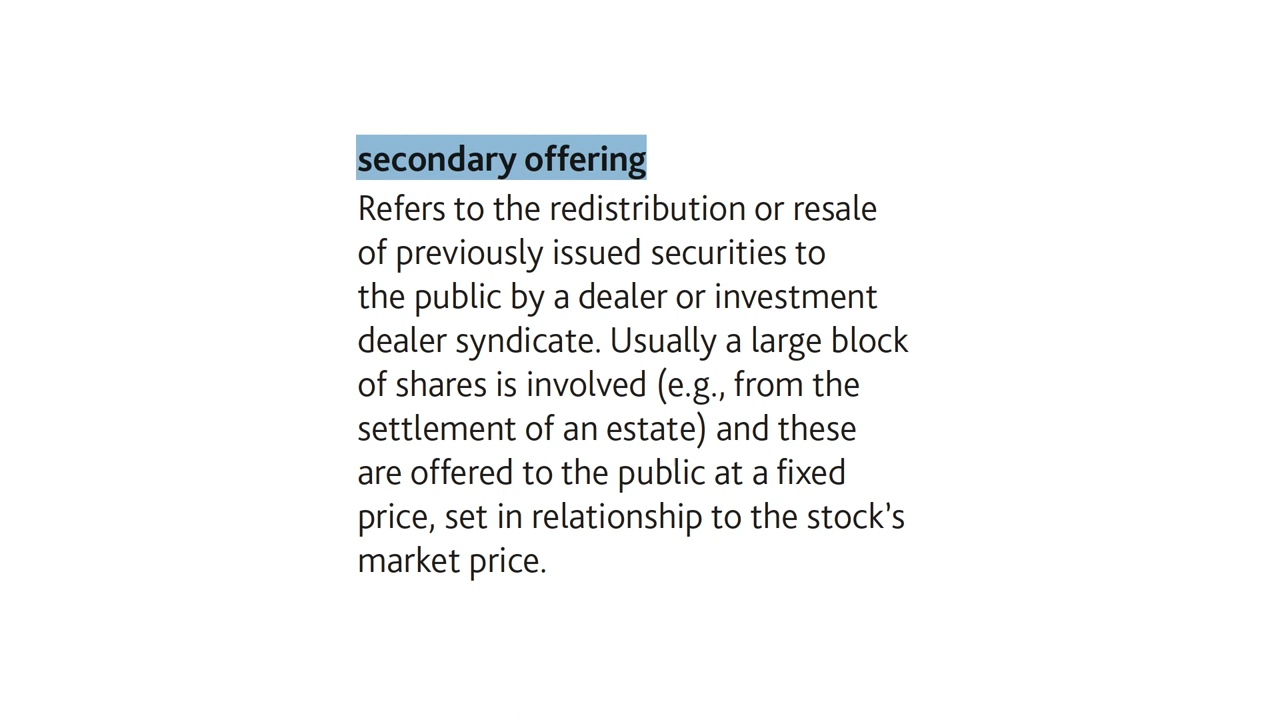 secondary offering
Refers to the redistribution or resale
of previously issued securities to
the public by a dealer or investment
dealer syndicate. Usually a large block
of shares is involved (e.g., from the
settlement of an estate) and these
are offered to the public at a fixed
price, set in relationship to the stock’s
market price.